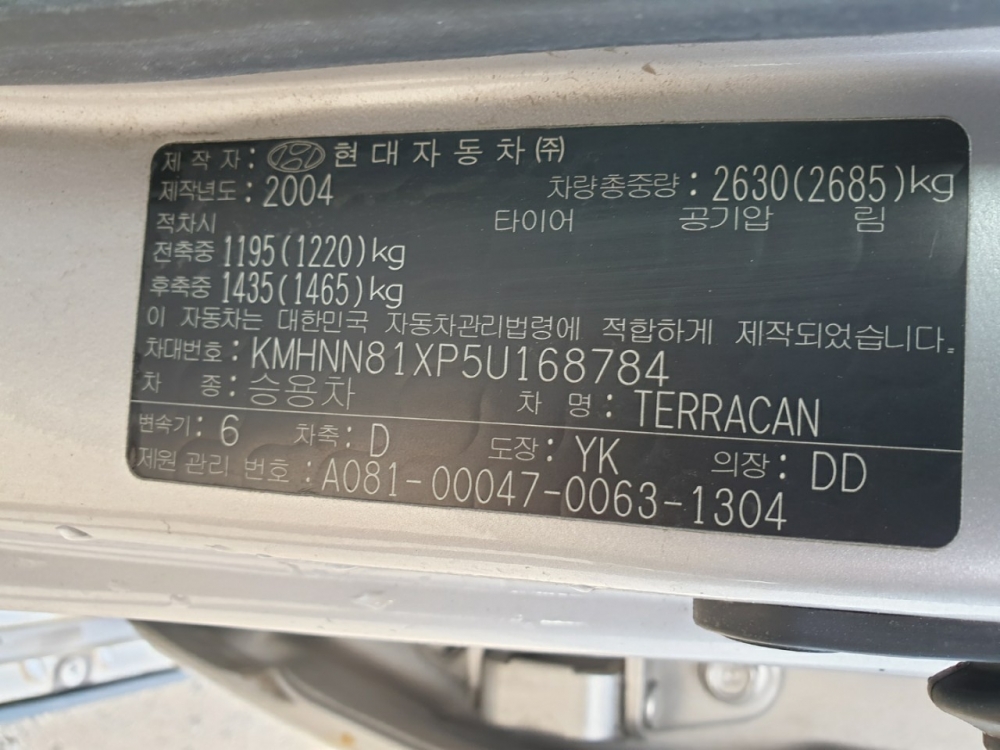 제 작 자 : 현대자동차㈜
제작년도 : 2004 차량총중량 : 2630(2685)kg
적차시 타이어 공기압 림
전축중 1195(1220)kg
후축중 1435(1465)kg
이 자동차는 대한민국 자동차관리법령에 적합하게 제작되었습니다.
차대번호 : KMHNN81XP5U168784
차 종 : 승용차 차 명 : TERRACAN
변속기 : 6 차축 : D 도장 : YK 의장 : DD
제원 관리 번호 : A081-00047-0063-1304